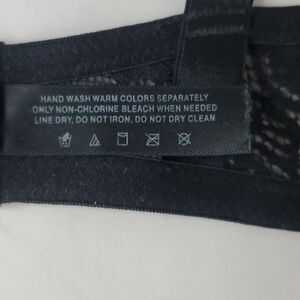 HAND WASH WARM COLORS SEPARATELY
ONLY NON-CHLORINE BLEACH WHEN NEEDED
LINE DRY, DO NOT IRON, DO NOT DRY CLEAN